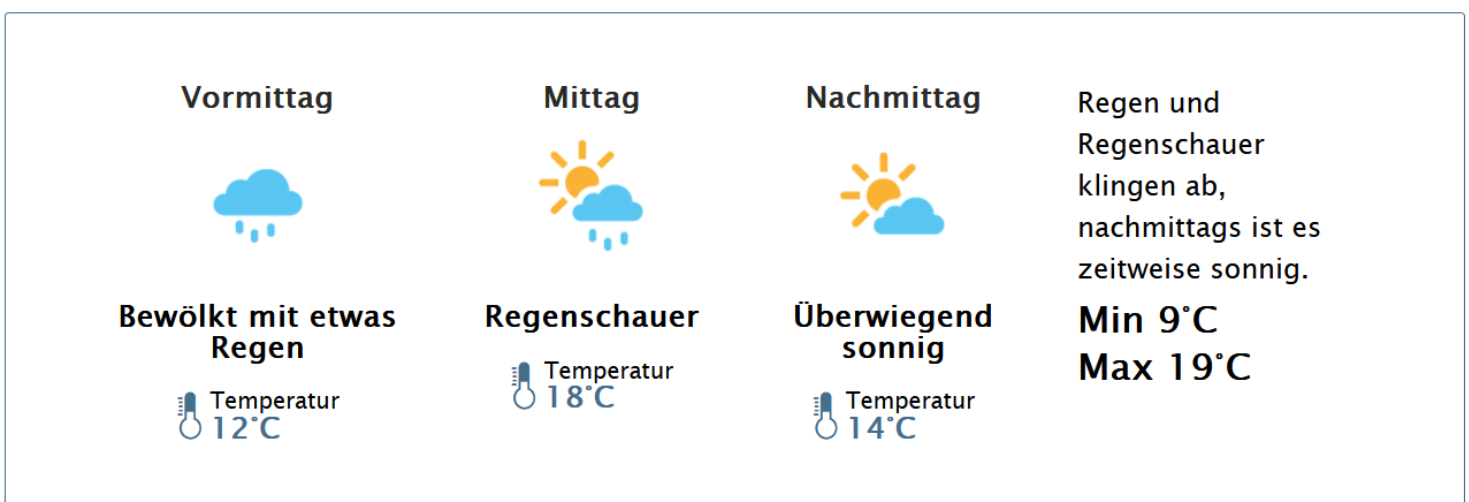 Vormittag
Bewölkt mit etwas
Regen
Temperatur
12°C
Mittag
Regenschauer
Temperatur
18°C
Nachmittag
Überwiegend
sonnig
Temperatur
14°C
Regen und
Regenschauer
klingen ab,
nachmittags ist es
zeitweise sonnig.
Min 9°C
Max 19°C